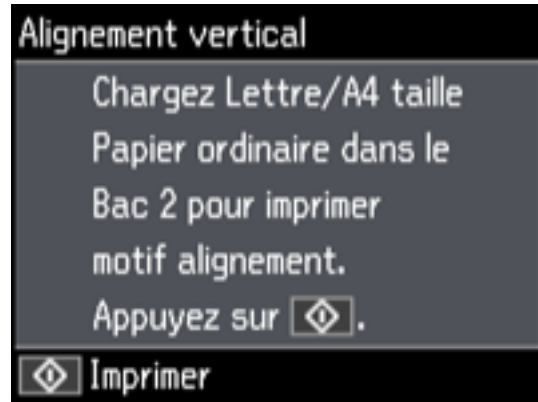 Alignement vertical
Chargez Lettre/A4 taille
Papier ordinaire dans le
Bac 2 pour imprimer
motif alignement.
Appuyez sur .
Imprimer